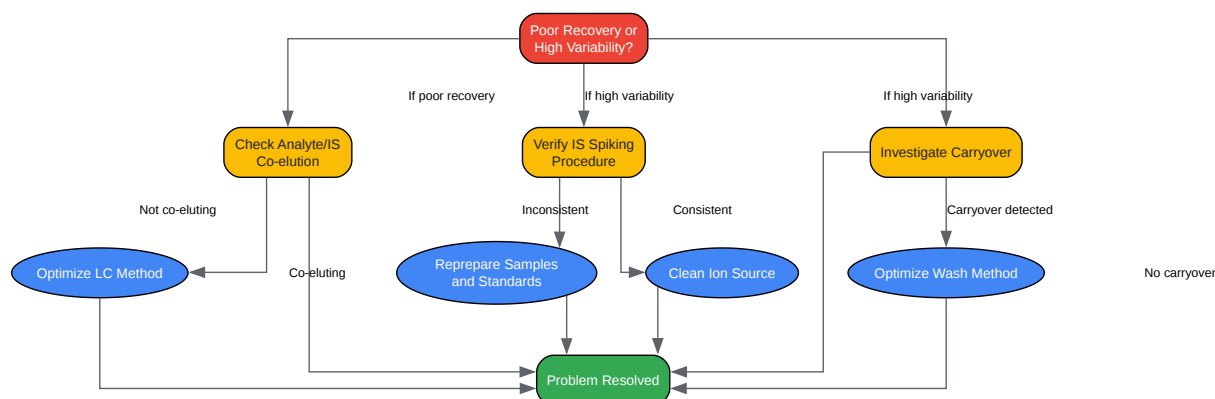 Poor Recovery or
High Variability?
If poor recovery
If high variability
If high variability
Check Analyte/IS
Co-elution
Verify IS Spiking
Procedure
Investigate Carryover
Not co-eluting
Inconsistent
Consistent
Carryover detected
Optimize LC Method
Co-eluting
Reprepare Samples
and Standards
Clean Ion Source
Optimize Wash Method
No carryover
Problem Resolved